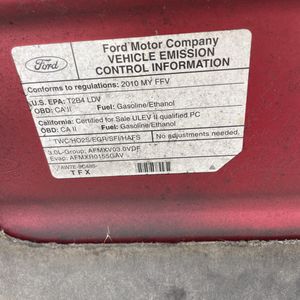 Ford
Ford Motor Company
VEHICLE EMISSION
CONTROL INFORMATION
Conforms to regulations: 2010 MY FFV
U.S. EPA: T2B4 LDV
OBD: CA II Fuel: Gasoline/Ethanol
California: Certified for Sale ULEV II qualified PC
OBD: CA II Fuel: Gasoline/Ethanol
TWC/HO2S/EGR/SFI/HAFS No adjustments needed.
3.0L-Group: AFMXV03.0VDF
Evap: AFMXR0155GAV
TFX